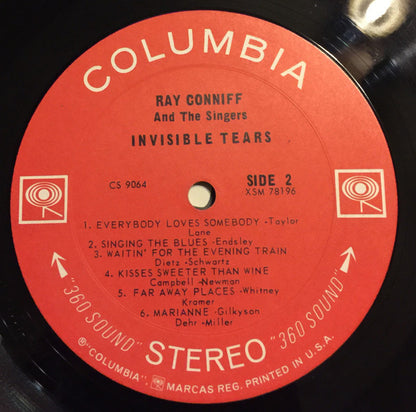 COLUMBIA
RAY CONNIFF
And The Singers
INVISIBLE TEARS
CS 9064
SIDE 2
XSM 78196
1. EVERYBODY LOVES SOMEBODY -Taylor
Lane
2. SINGING THE BLUES -Endsley
3. WAITIN' FOR THE EVENING TRAIN
Dietz -Schwartz
4. KISSES SWEETER THAN WINE
Campbell -Newman
5. FAR AWAY PLACES -Whitney
Kramer
6. MARIANNE -Gilkyson
Dehr -Miller
"360 SOUND" STEREO "360 SOUND"
® "COLUMBIA", MARCAS REG. PRINTED IN U.S.A.